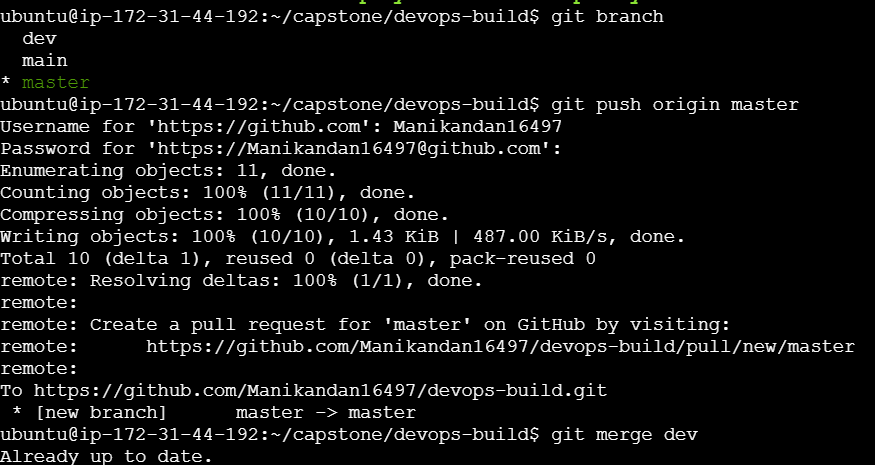 ubuntu@ip-172-31-44-192:~/capstone/devops-build$ git branch
  dev
  main
* master
ubuntu@ip-172-31-44-192:~/capstone/devops-build$ git push origin master
Username for 'https://github.com': Manikandan16497
Password for 'https://Manikandan16497@github.com':
Enumerating objects: 11, done.
Counting objects: 100% (11/11), done.
Compressing objects: 100% (10/10), done.
Writing objects: 100% (10/10), 1.43 KiB | 487.00 KiB/s, done.
Total 10 (delta 1), reused 0 (delta 0), pack-reused 0
remote: Resolving deltas: 100% (1/1), done.
remote:
remote: Create a pull request for 'master' on GitHub by visiting:
remote:      https://github.com/Manikandan16497/devops-build/pull/new/master
remote:
To https://github.com/Manikandan16497/devops-build.git
 * [new branch]      master -> master
ubuntu@ip-172-31-44-192:~/capstone/devops-build$ git merge dev
Already up to date.